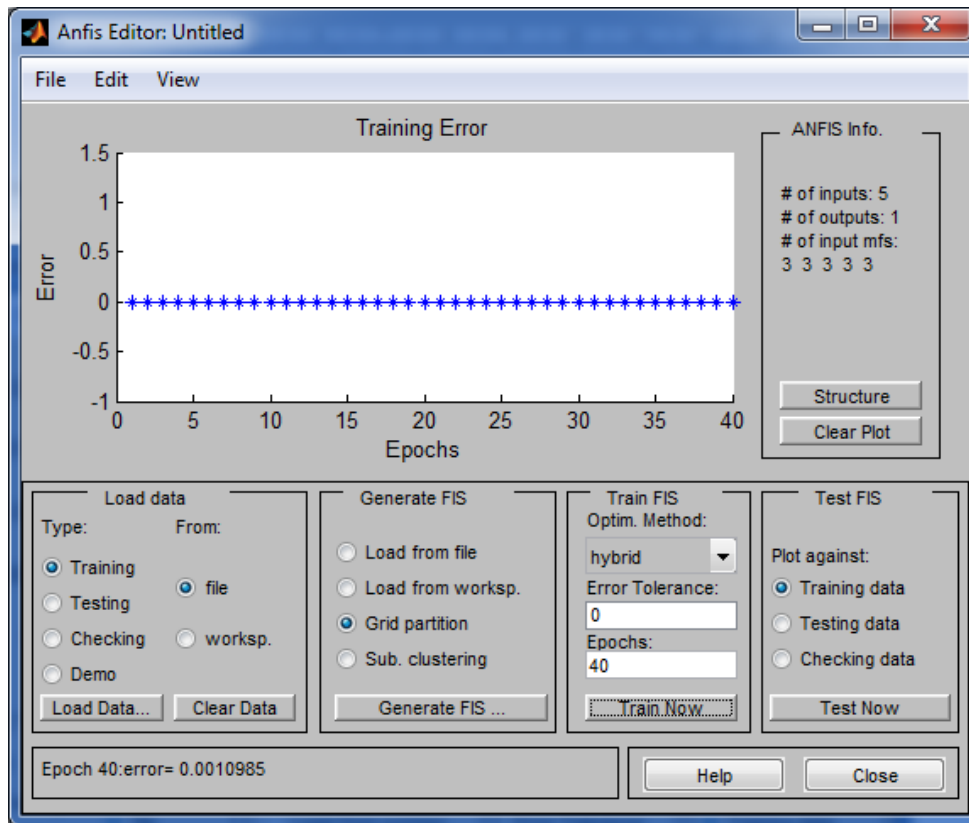 Anfis Editor: Untitled
File Edit View
Training Error
1.5
1
0.5
0
-0.5
-1
Error
0 5 10 15 20 25 30 35 40
Epochs
ANFIS Info.
# of inputs: 5
# of outputs: 1
# of input mfs:
3 3 3 3 3
Structure
Clear Plot
Load data
Type: From:
Training
Testing
Checking
Demo
file
worksp.
Load Data... Clear Data
Generate FIS
Load from file
Load from worksp.
Grid partition
Sub. clustering
Generate FIS ...
Train FIS
Optim. Method:
hybrid
Error Tolerance:
0
Epochs:
40
Train Now
Test FIS
Plot against:
Training data
Testing data
Checking data
Test Now
Epoch 40:error= 0.0010985
Help Close